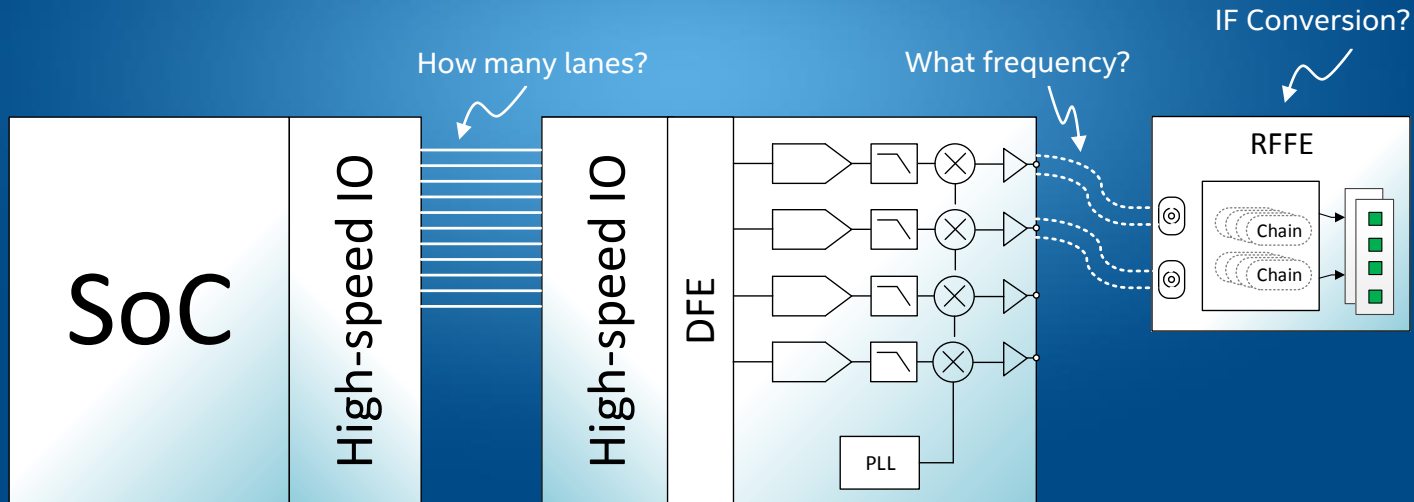 IF Conversion?
How many lanes?
What frequency?
SoC
High-speed IO
High-speed IO
DFE
PLL
RFFE
Chain
Chain